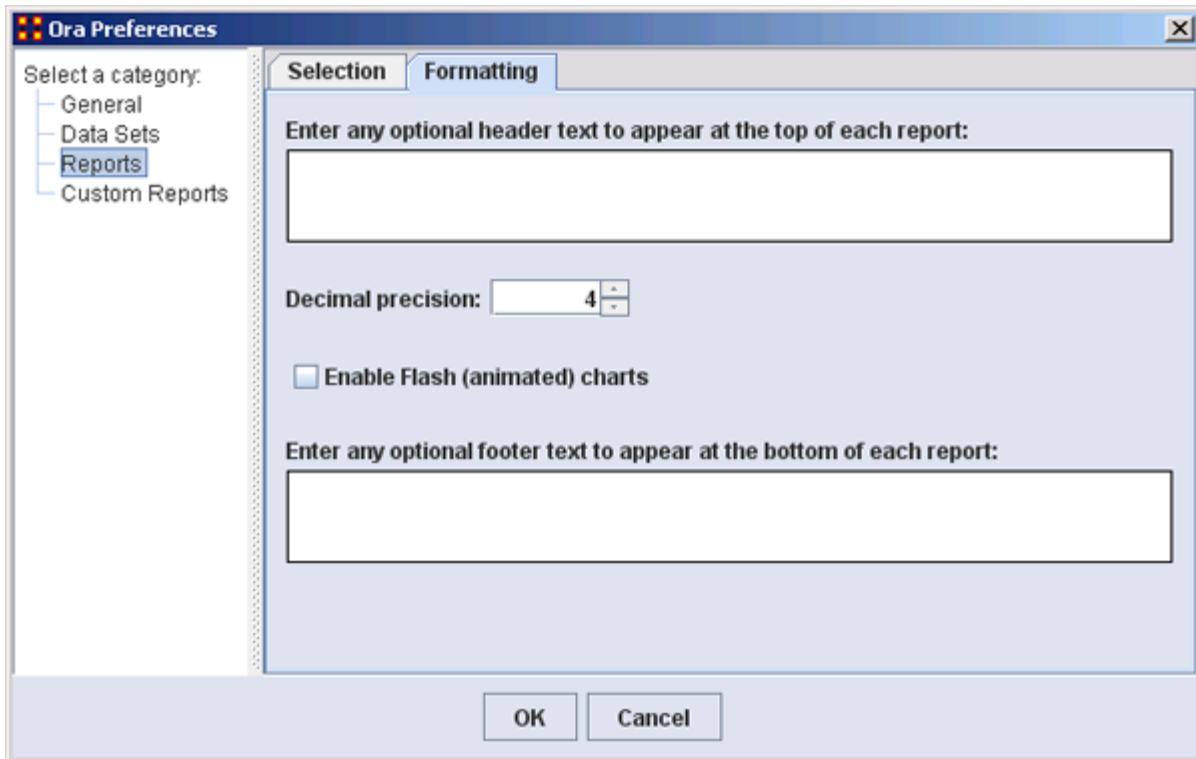 Ora Preferences
Select a category:
General
Data Sets
Reports
Custom Reports
Selection
Formatting
Enter any optional header text to appear at the top of each report:
Decimal precision: 4
Enable Flash (animated) charts
Enter any optional footer text to appear at the bottom of each report:
OK
Cancel